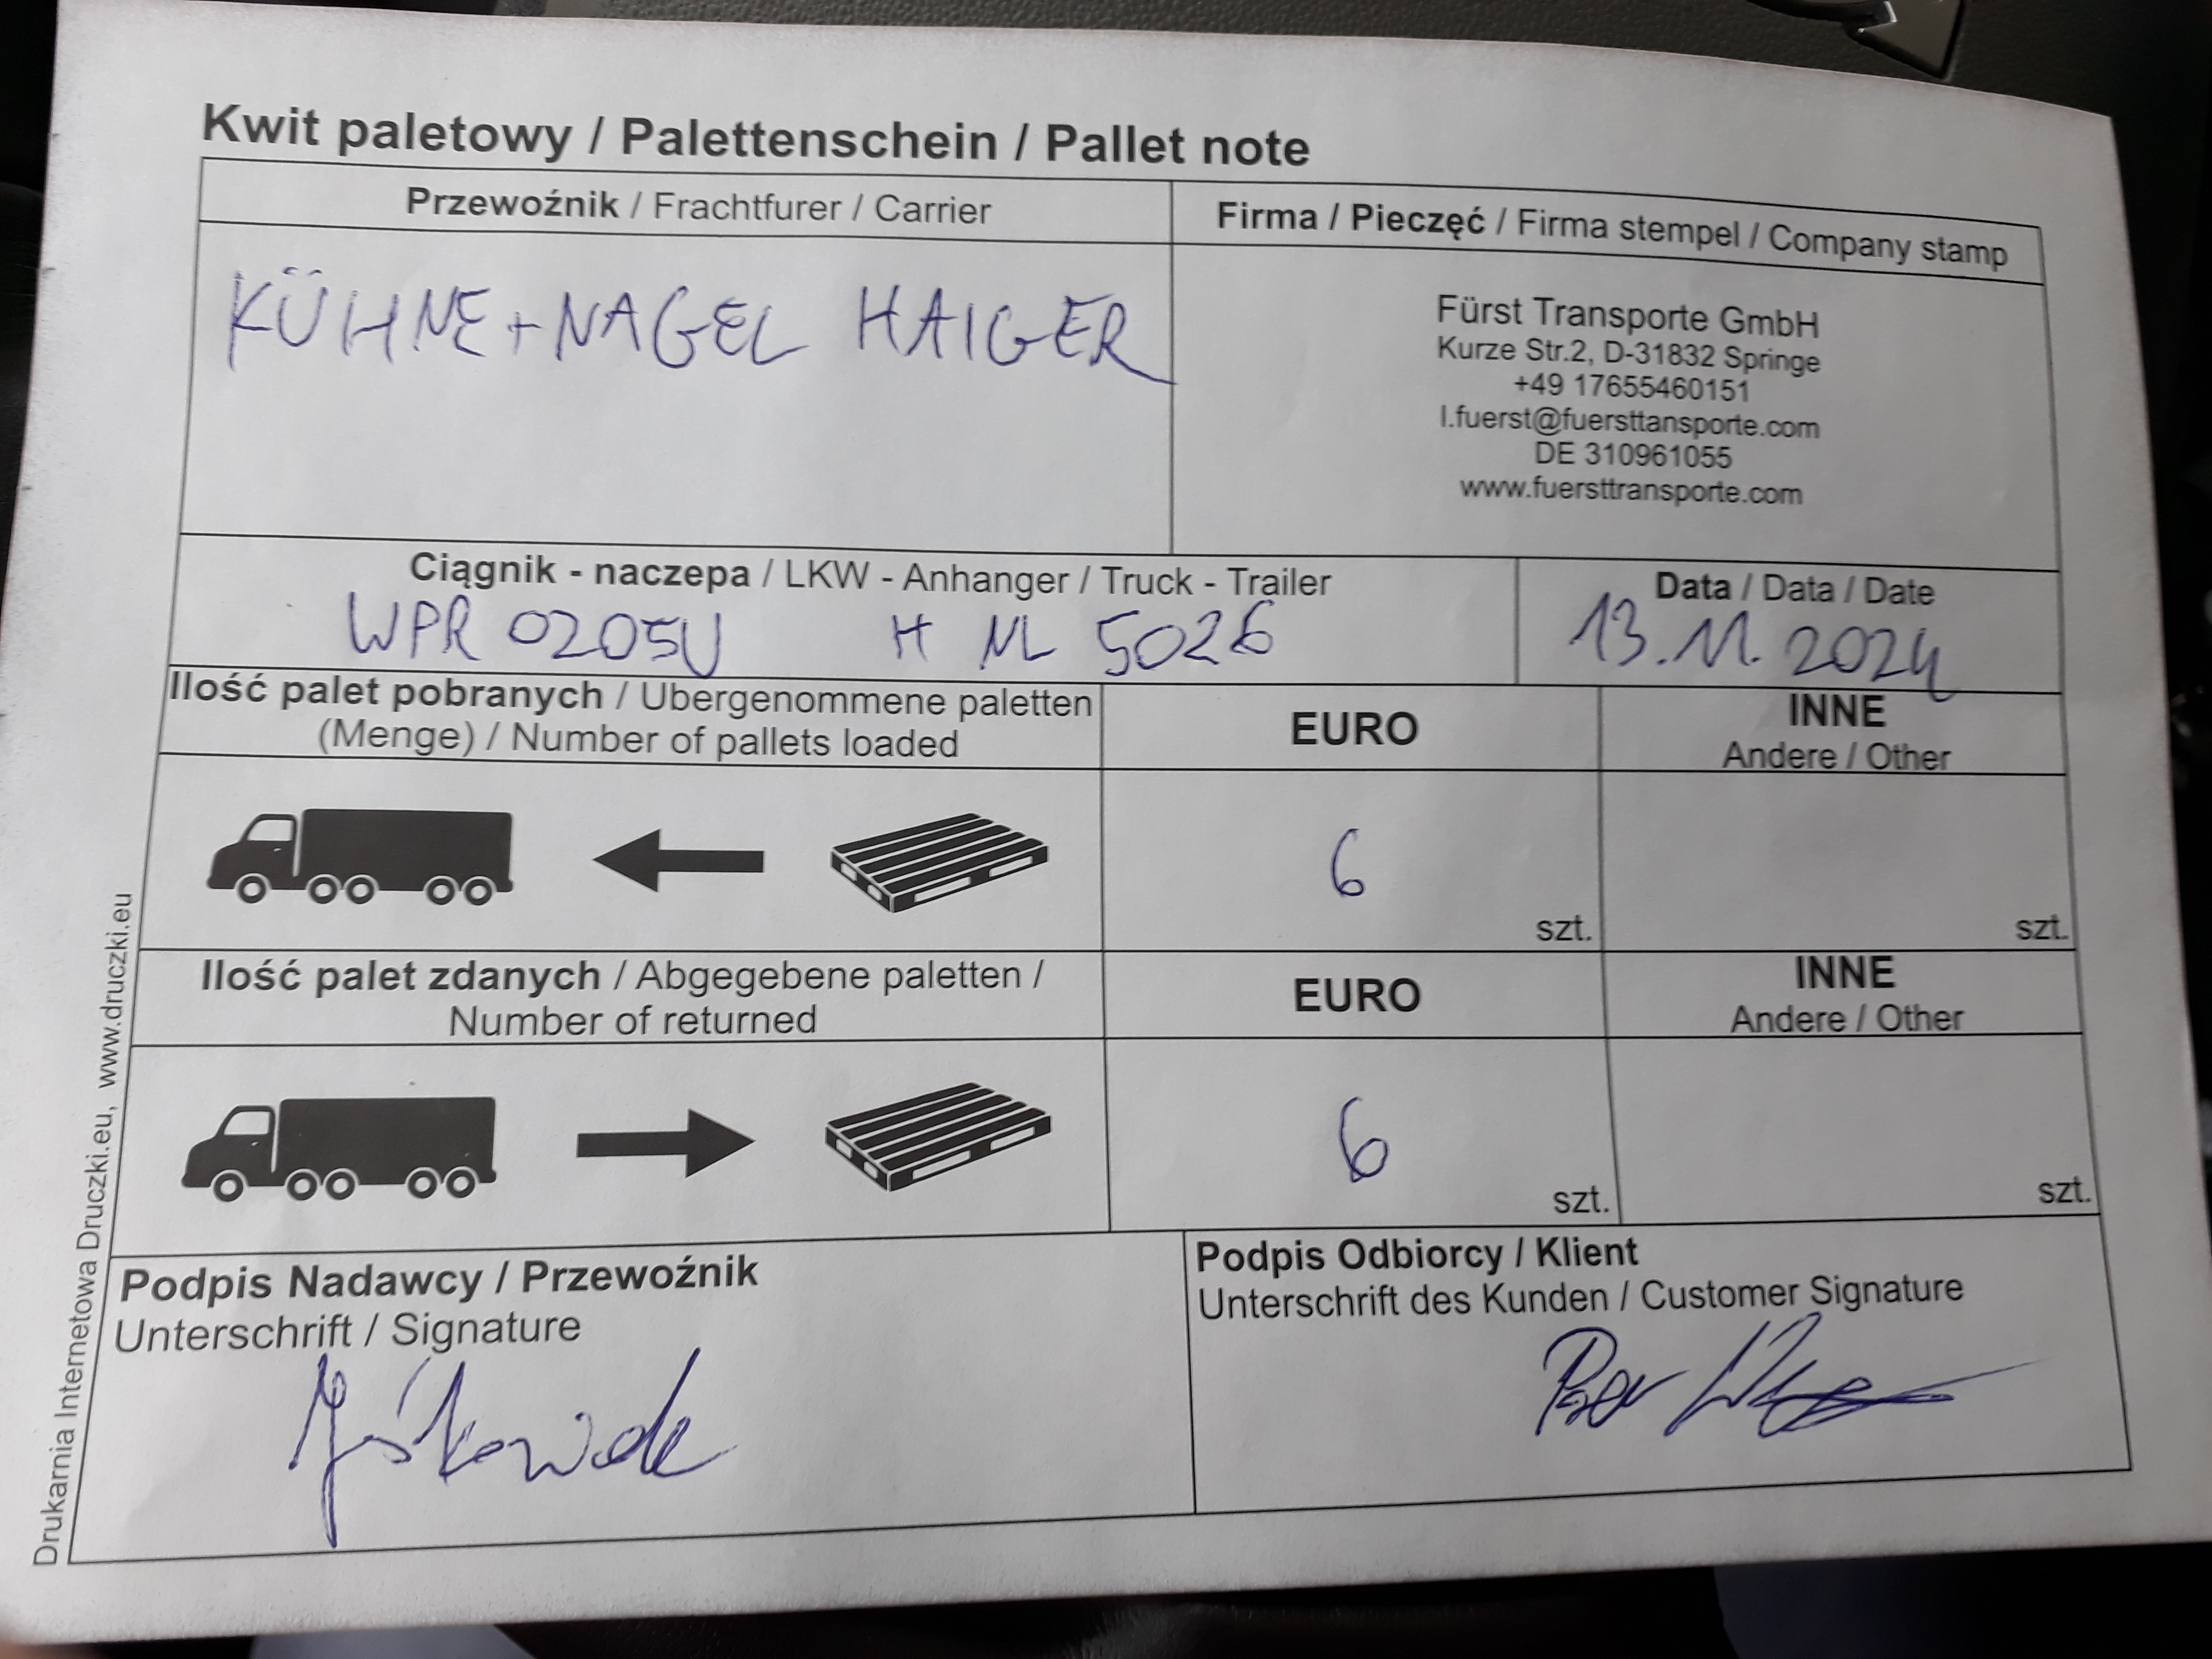 Kwit paletowy / Palettenschein / Pallet note
Przewoźnik / Frachtfurer / Carrier
Firma / Pieczęć / Firma stempel / Company stamp
KÜHNE+NAGEL HAIGER
Fürst Transporte GmbH
Kurze Str.2, D-31832 Springe
+49 17655460151
l.fuerst@fuersttansporte.com
DE 310961055
www.fuersttransporte.com
Ciągnik - naczepa / LKW - Anhanger / Truck - Trailer
Data / Data / Date
WPR 0205U H NL 5026
13.11.2024
Ilość palet pobranych / Ubergenommene paletten
(Menge) / Number of pallets loaded
EURO
INNE
Andere / Other
6
szt.
szt.
Ilość palet zdanych / Abgegebene paletten /
Number of returned
EURO
INNE
Andere / Other
6
szt.
szt.
Podpis Nadawcy / Przewoźnik
Unterschrift / Signature
Podpis Odbiorcy / Klient
Unterschrift des Kunden / Customer Signature
Drukarnia Internetowa Druczki.eu, www.druczki.eu